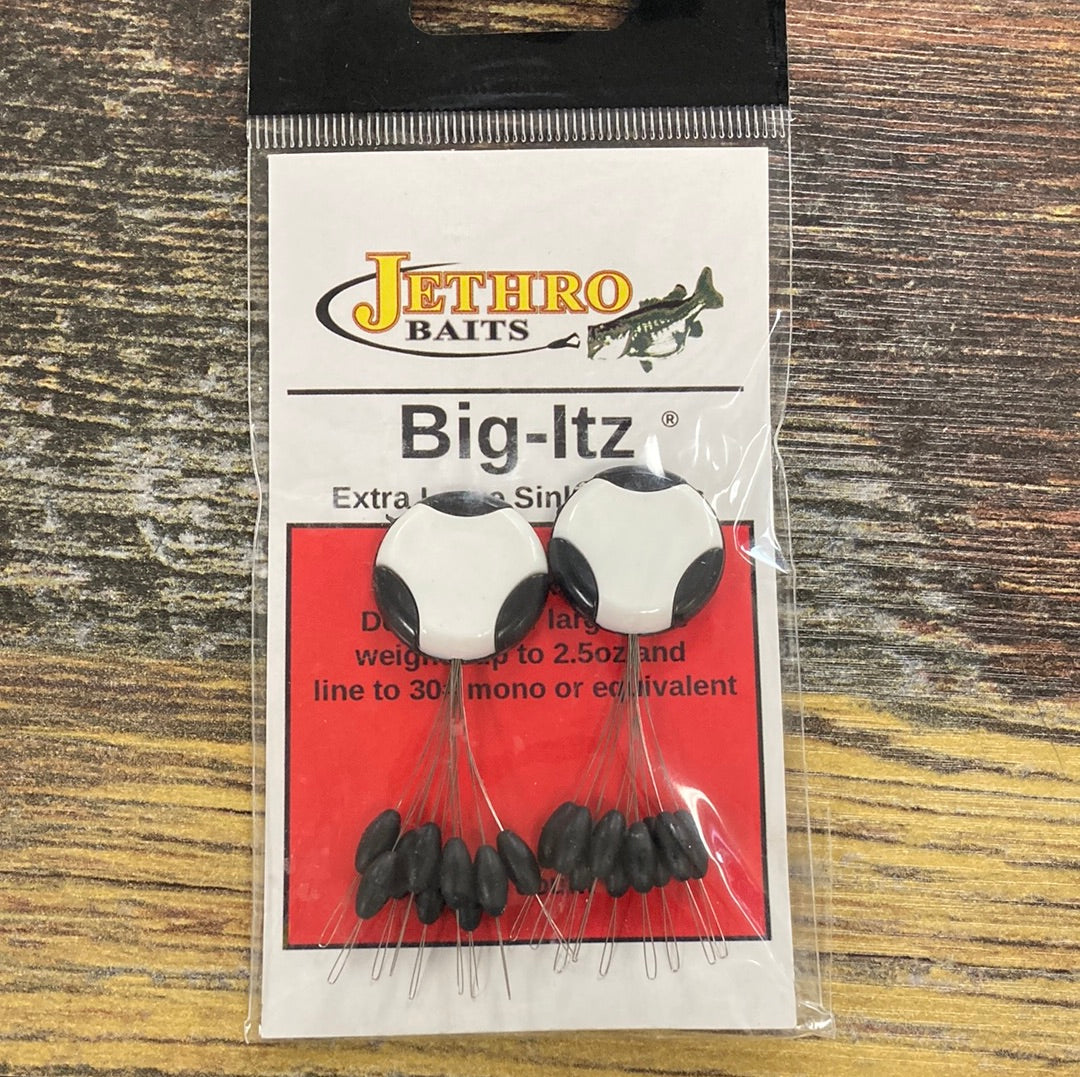 JETHRO
BAITS
Big-Itz ®
Extra
weight up to 2.5oz and
line to 30# mono or equivalent